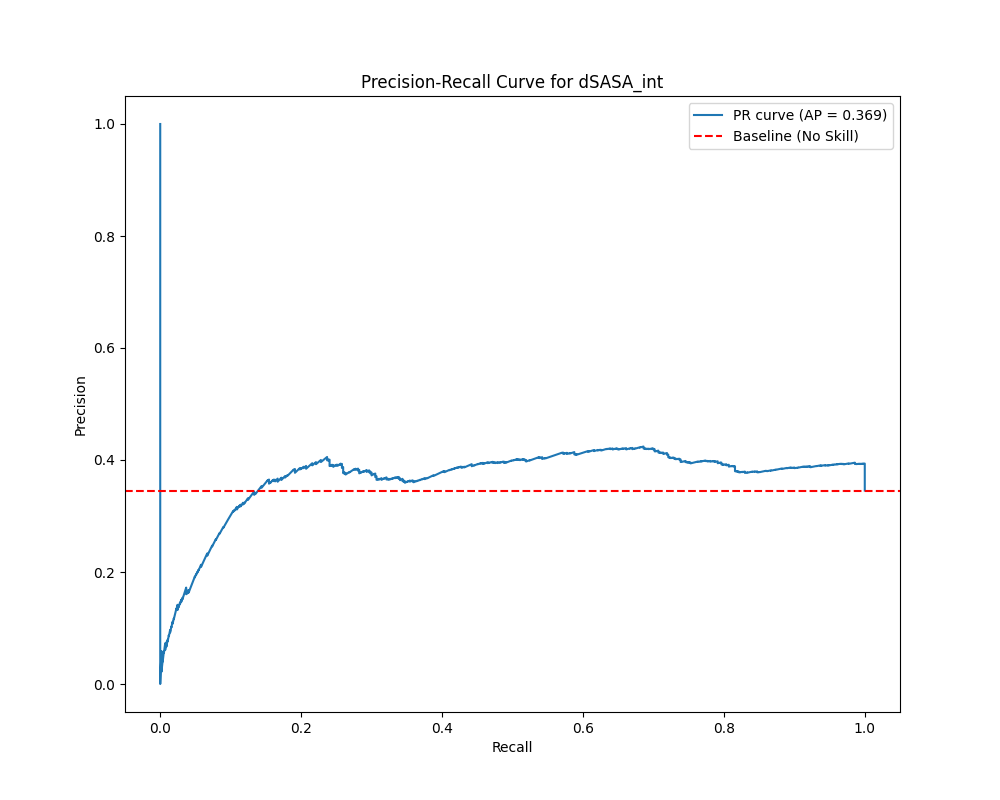 Precision-Recall Curve for dSASA_int
PR curve (AP = 0.369)
Baseline (No Skill)
1.0
0.8
0.6
0.4
0.2
0.0
Precision
0.0 0.2 0.4 0.6 0.8 1.0
Recall